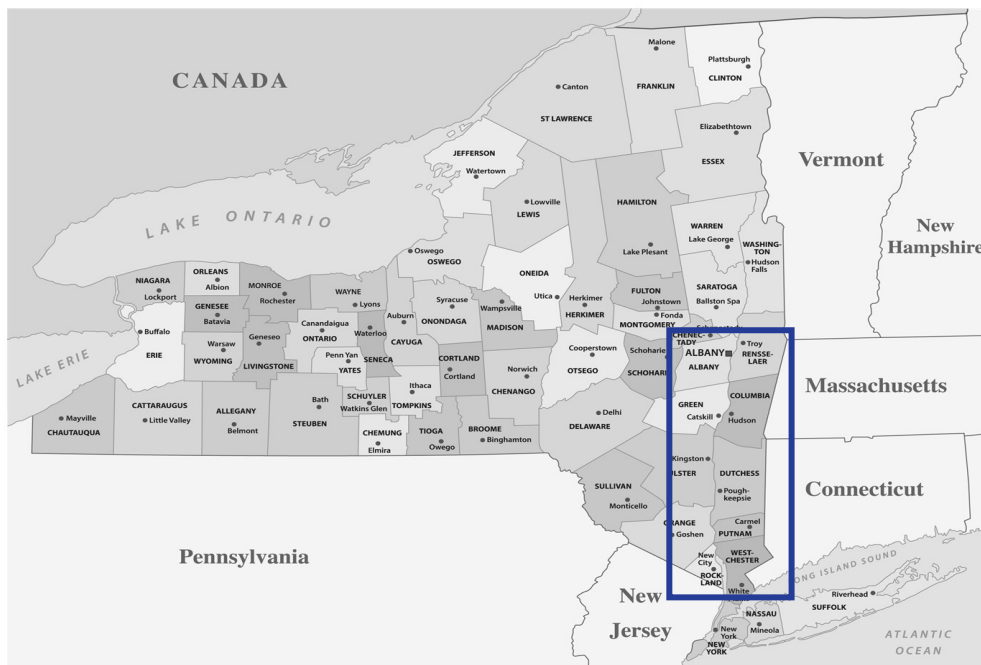 Malone
Plattsburgh
CLINTON
FRANKLIN
CANADA
Canton
ST LAWRENCE
Elizabethtown
ESSEX
Vermont
JEFFERSON
Watertown
Lowville
LEWIS
HAMILTON
Lake Plesant
WARREN
Lake George
WASHING-
TON
Hudson
Falls
New
Hampshire
LAKE ONTARIO
Oswego
OSWEGO
ONEIDA
Utica
Herkimer
HERKIMER
FULTON
Johnstown
Fonda
MONTGOMERY
SARATOGA
Ballston Spa
NIAGARA
Lockport
ORLEANS
Albion
MONROE
Rochester
WAYNE
Lyons
GENESEE
Batavia
Canandaigua
ONTARIO
Waterloo
SENECA
Auburn
CAYUGA
Syracuse
ONONDAGA
Wampsville
MADISON
Buffalo
ERIE
Warsaw
WYOMING
Geneseo
LIVINGSTONE
Penn Yan
YATES
CORTLAND
Cortland
Norwich
CHENANGO
Cooperstown
OTSEGO
Schoharie
SCHOHAR
CHENEC-
TADY
ALBANY
ALBANY
Troy
RENSSE-
LAER
Massachusetts
LAKE ERIE
Mayville
CHAUTAUQUA
CATTARAUGUS
Little Valley
ALLEGANY
Belmont
Bath
STEUBEN
SCHUYLER
Watkins Glen
Ithaca
TOMPKINS
CHEMUNG
Elmira
TIOGA
Owego
BROOME
Binghamton
Delhi
DELAWARE
GREEN
Catskill
COLUMBIA
Hudson
Kingston
ULSTER
DUTCHESS
Pough-
keepsie
Connecticut
SULLIVAN
Monticello
ORANGE
Goshen
Carmel
PUTNAM
Pennsylvania
New
City
ROCK-
LAND
WEST-
CHESTER
White
LONG ISLAND SOUND
New
Jersey
New
York
NEW
YORK
NASSAU
Mineola
Riverhead
SUFFOLK
ATLANTIC
OCEAN